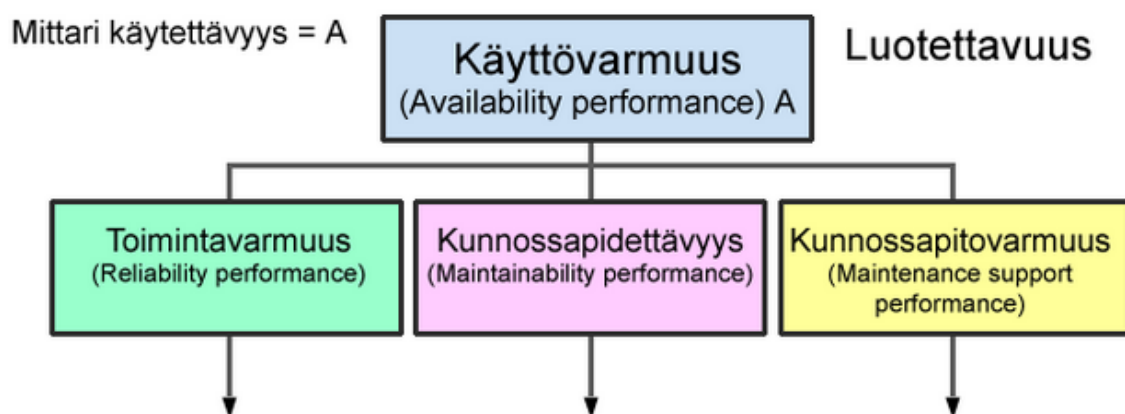 Mittari käytettävyys = A
Käyttövarmuus
(Availability performance) A
Luotettavuus
Toimintavarmuus
(Reliability performance)
Kunnossapidettävyys
(Maintainability performance)
Kunnossapitovarmuus
(Maintenance support
performance)